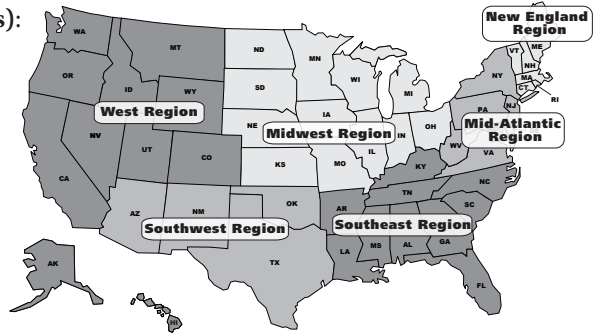 s):
New England
Region
WA
MT
ND
MN
VT
ME
OR
ID
WY
SD
WI
MI
NY
NH
MA
CT
RI
West Region
Midwest Region
Mid-Atlantic
Region
NV
UT
CO
NE
IA
IL
IN
OH
PA
NJ
WV
VA
CA
KS
MO
KY
NC
AZ
NM
OK
AR
TN
SC
Southwest Region
Southeast Region
TX
LA
MS
AL
GA
FL
AK
HI